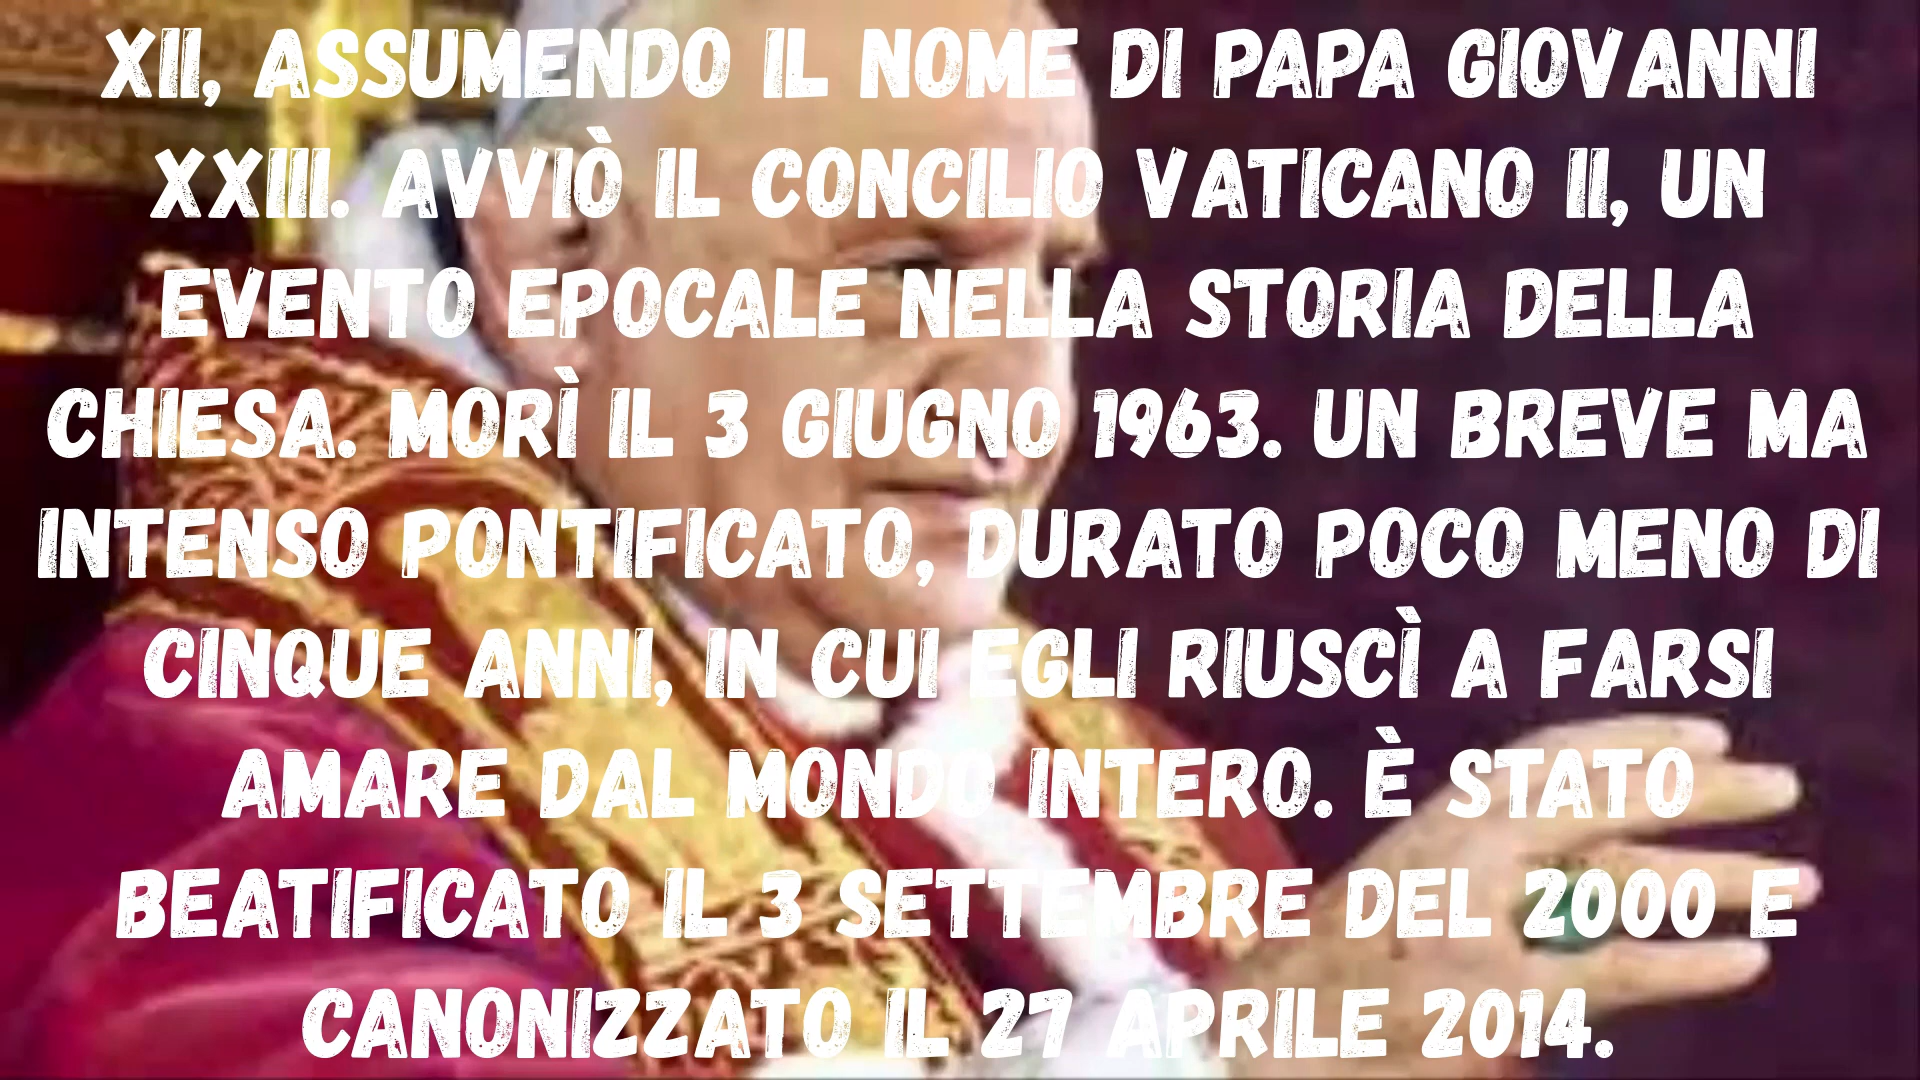 XII, ASSUMENDO IL NOME DI PAPA GIOVANNI
XXIII. AVVIÒ IL CONCILIO VATICANO II, UN
EVENTO EPOCALE NELLA STORIA DELLA
CHIESA. MORÌ IL 3 GIUGNO 1963. UN BREVE MA
INTENSO PONTIFICATO, DURATO POCO MENO DI
CINQUE ANNI, IN CUI EGLI RIUSCÌ A FARSI
AMARE DAL MONDO INTERO. È STATO
BEATIFICATO IL 3 SETTEMBRE DEL 2000 E
CANONIZZATO IL 27 APRILE 2014.